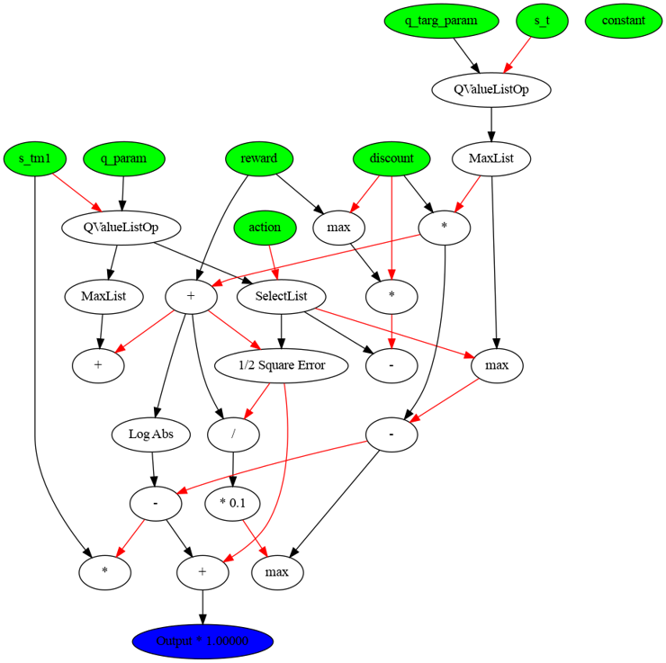 q_targ_param
s_t
constant
QValueListOp
s_tm1
q_param
reward
discount
MaxList
QValueListOp
action
max
*
MaxList
+
SelectList
*
+
1/2 Square Error
-
max
Log Abs
/
-
-
* 0.1
*
+
max
Output * 1.00000